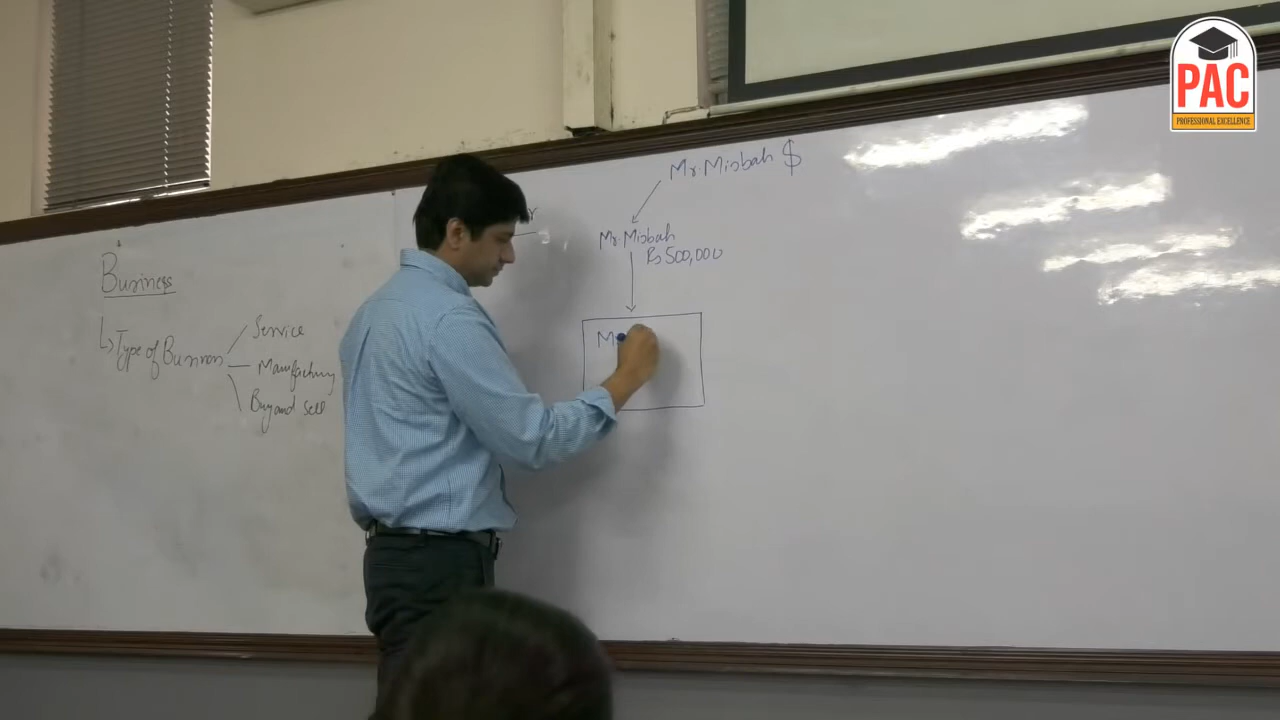 PAC
PROFESSIONAL EXCELLENCE
Mr. Misbah $
Mr. Misbah
Rs 500,000
M
Business
Type of Business
Service
Manufacturing
Buy and sell